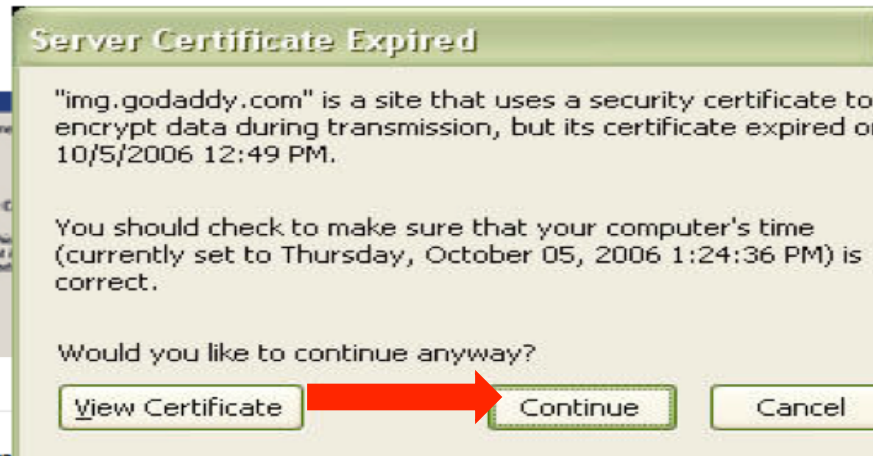 Server Certificate Expired
"img.godaddy.com" is a site that uses a security certificate to
encrypt data during transmission, but its certificate expired
10/5/2006 12:49 PM.
You should check to make sure that your computer's time
(currently set to Thursday, October 05, 2006 1:24:36 PM) is
correct.
Would you like to continue anyway?
View Certificate Continue Cancel